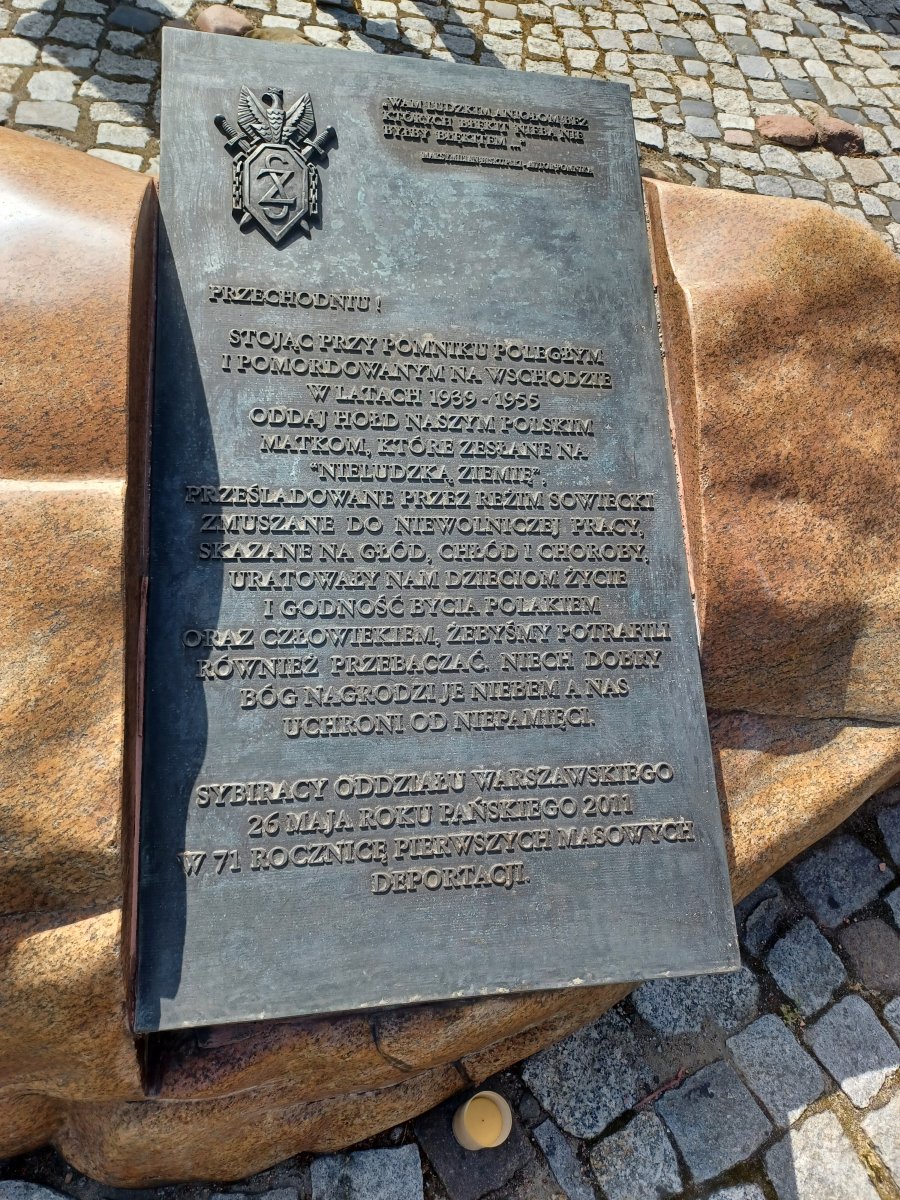 WAM LUDZKIM ANIOŁOM BEZ
KTÓRYCH BŁĘKIT NIEBA NIE
BYŁBY BŁĘKITEM..."
PRZECHODNIU !
STOJĄC PRZY POMNIKU POLEGŁYM
I POMORDOWANYM NA WSCHODZIE
W LATACH 1939 - 1955
ODDAJ HOŁD NASZYM POLSKIM
MATKOM, KTÓRE ZESŁANE NA
"NIELUDZKĄ ZIEMIĘ",
PRZEŚLADOWANE PRZEZ REŻIM SOWIECKI
ZMUSZANE DO NIEWOLNICZEJ PRACY,
SKAZANE NA GŁÓD, CHŁÓD I CHOROBY,
URATOWAŁY NAM DZIECIOM ŻYCIE
I GODNOŚĆ BYCIA POLAKIEM
ORAZ CZŁOWIEKIEM, ŻEBYŚMY POTRAFILI
RÓWNIEŻ PRZEBACZAĆ. NIECH DOBRY
BÓG NAGRODZI JE NIEBEM A NAS
UCHRONI OD NIEPAMIĘCI.
SYBIRACY ODDZIAŁU WARSZAWSKIEGO
26 MAJA ROKU PAŃSKIEGO 2011
W 71 ROCZNICĘ PIERWSZYCH MASOWYCH
DEPORTACJI.